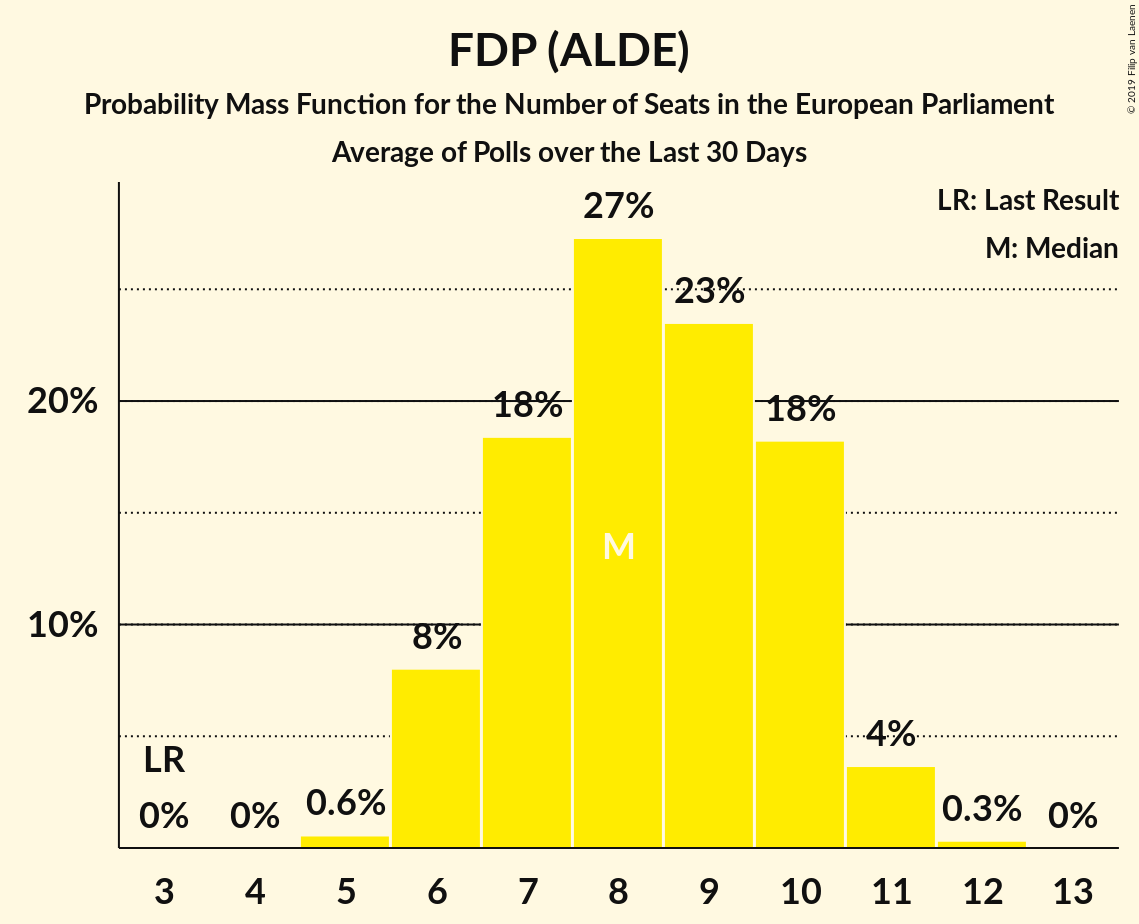 FDP (ALDE)
Probability Mass Function for the Number of Seats in the European Parliament
Average of Polls over the Last 30 Days
© 2019 Filip van Laenen
LR: Last Result
M: Median
27%
23%
20%
18%
18%
M
10%
8%
4%
LR
0%
0%
0.6%
0.3%
0%
3 4 5 6 7 8 9 10 11 12 13